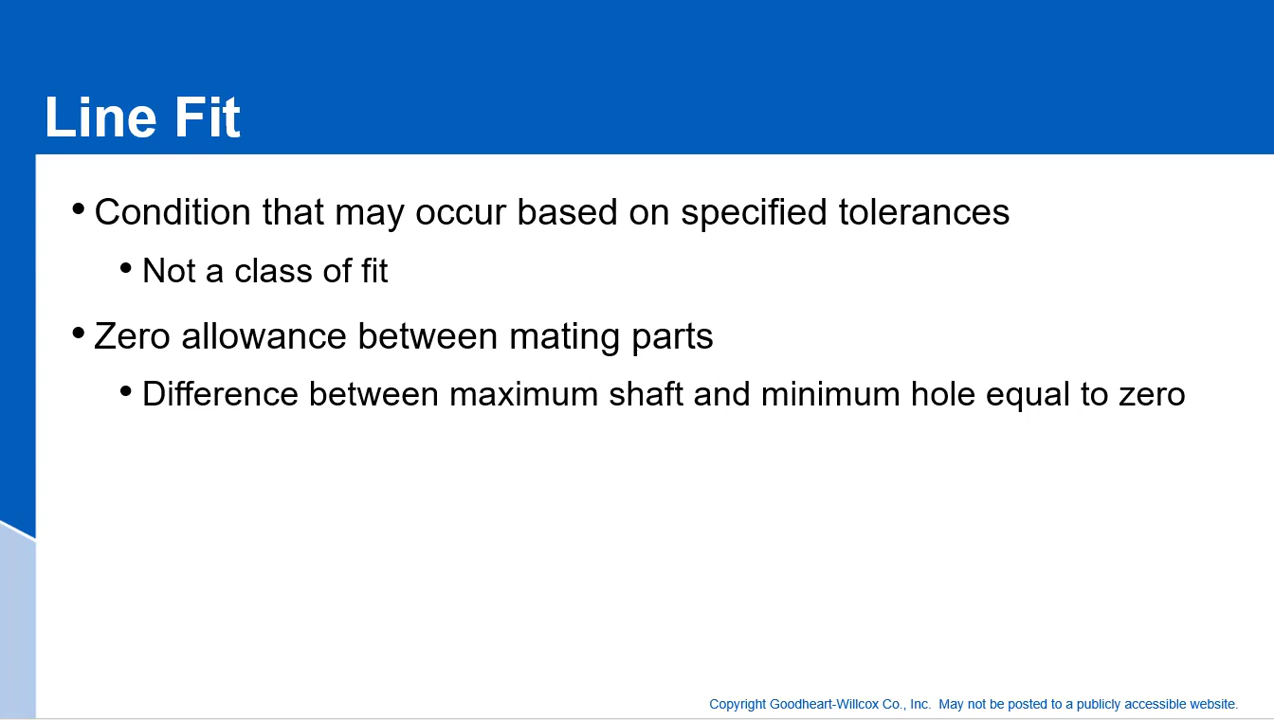 Line Fit
• Condition that may occur based on specified tolerances
• Not a class of fit
• Zero allowance between mating parts
• Difference between maximum shaft and minimum hole equal to zero
Copyright Goodheart-Willcox Co., Inc.  May not be posted to a publicly accessible website.